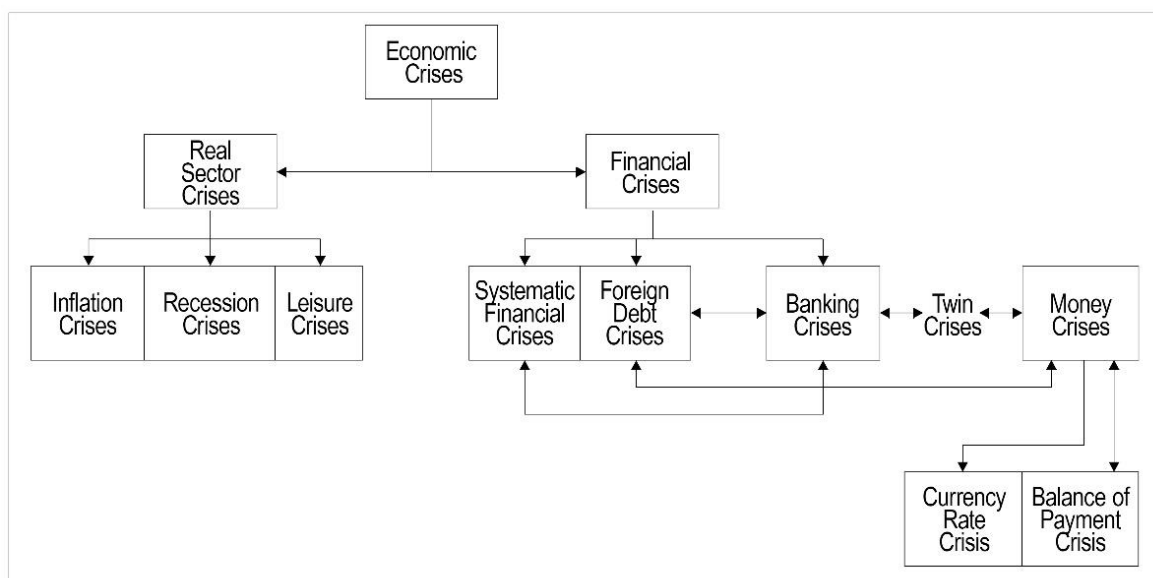 Economic
Crises
Real
Sector
Crises
Financial
Crises
Inflation
Crises
Recession
Crises
Leisure
Crises
Systematic
Financial
Crises
Foreign
Debt
Crises
Banking
Crises
Twin
Crises
Money
Crises
Currency
Rate
Crisis
Balance of
Payment
Crisis